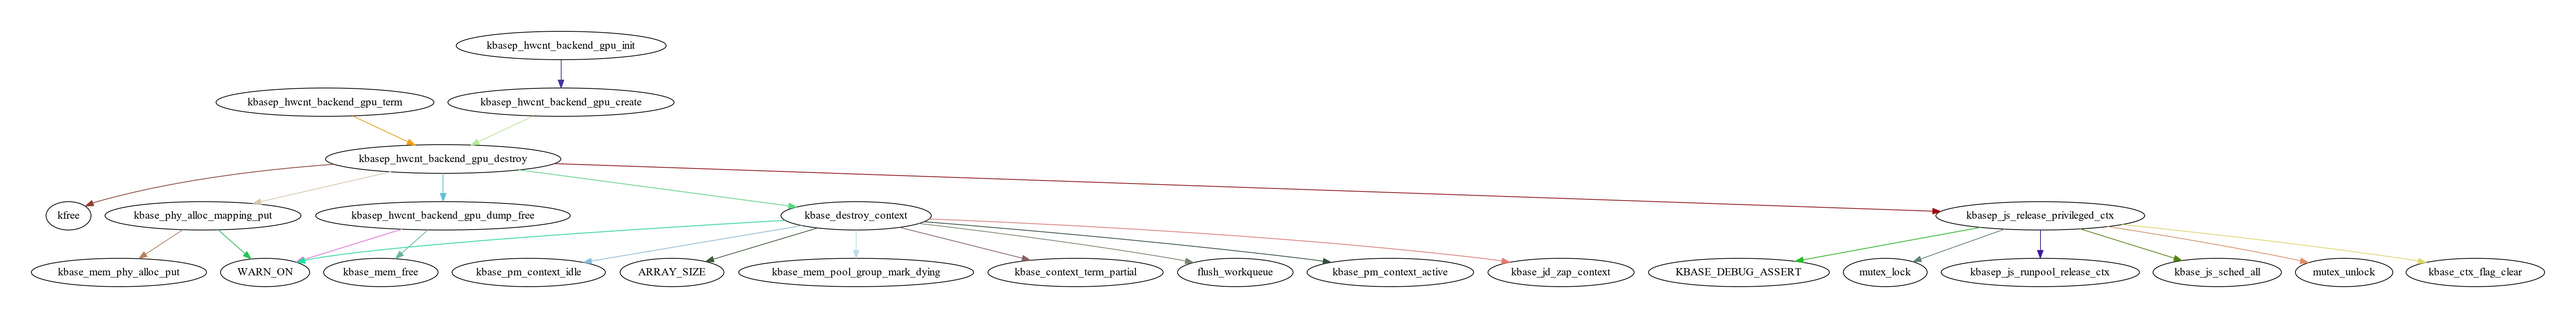 kbasep_hwcnt_backend_gpu_init
kbasep_hwcnt_backend_gpu_term
kbasep_hwcnt_backend_gpu_create
kbasep_hwcnt_backend_gpu_destroy
kfree
kbase_phy_alloc_mapping_put
kbasep_hwcnt_backend_gpu_dump_free
kbase_destroy_context
kbasep_js_release_privileged_ctx
kbase_mem_phy_alloc_put
WARN_ON
kbase_mem_free
kbase_pm_context_idle
ARRAY_SIZE
kbase_mem_pool_group_mark_dying
kbase_context_term_partial
flush_workqueue
kbase_pm_context_active
kbase_jd_zap_context
KBASE_DEBUG_ASSERT
mutex_lock
kbasep_js_runpool_release_ctx
kbase_js_sched_all
mutex_unlock
kbase_ctx_flag_clear